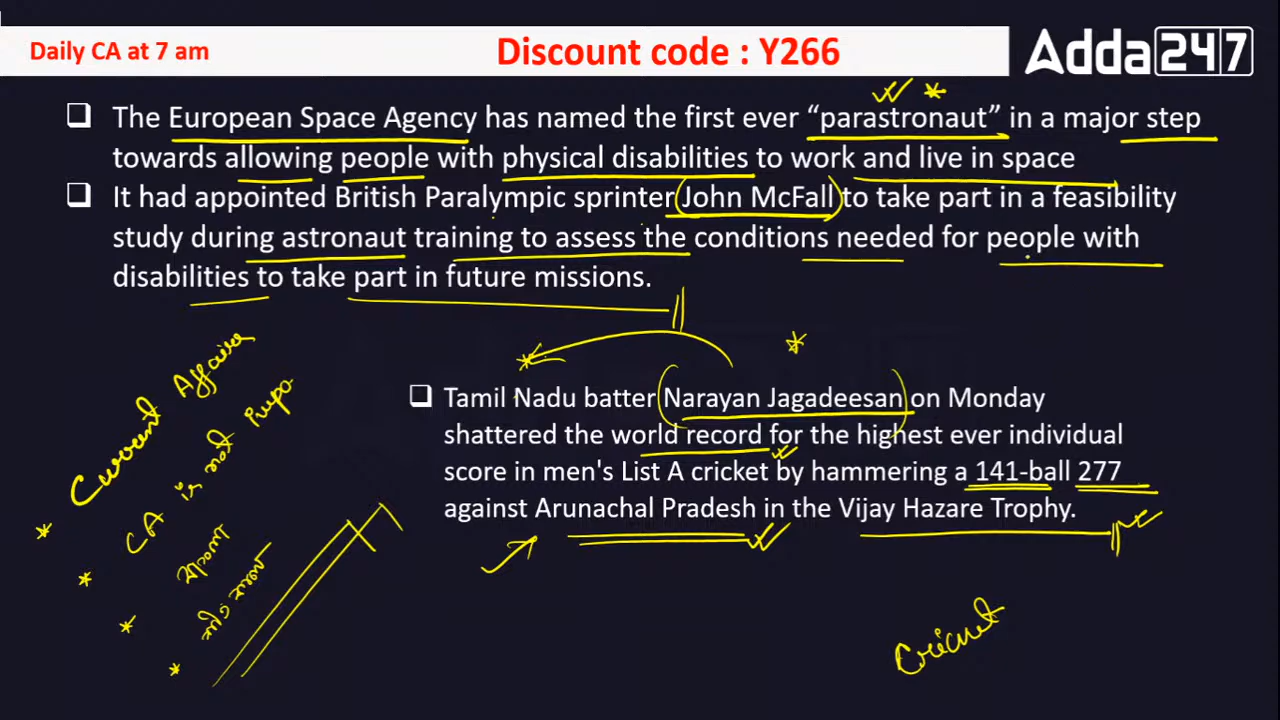 Daily CA at 7 am
Discount code : Y266
Adda247
The European Space Agency has named the first ever “parastronaut” in a major step
towards allowing people with physical disabilities to work and live in space
It had appointed British Paralympic sprinter John McFall to take part in a feasibility
study during astronaut training to assess the conditions needed for people with
disabilities to take part in future missions.
Tamil Nadu batter Narayan Jagadeesan on Monday
shattered the world record for the highest ever individual
score in men's List A cricket by hammering a 141-ball 277
against Arunachal Pradesh in the Vijay Hazare Trophy.
Current Affairs
CA is not
Cricket